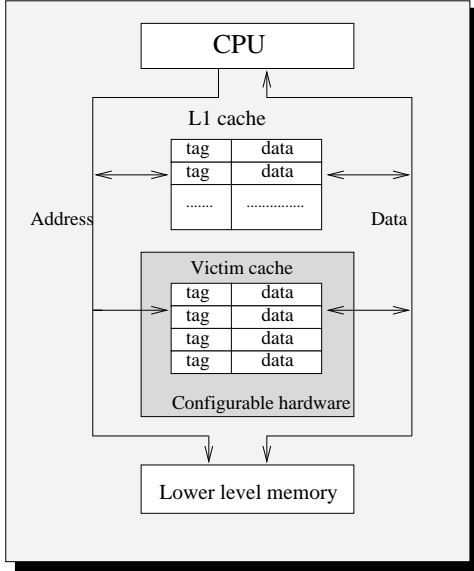 CPU
L1 cache
tag data
tag data
....... ...............
Address
Data
Victim cache
tag data
tag data
tag data
tag data
Configurable hardware
Lower level memory